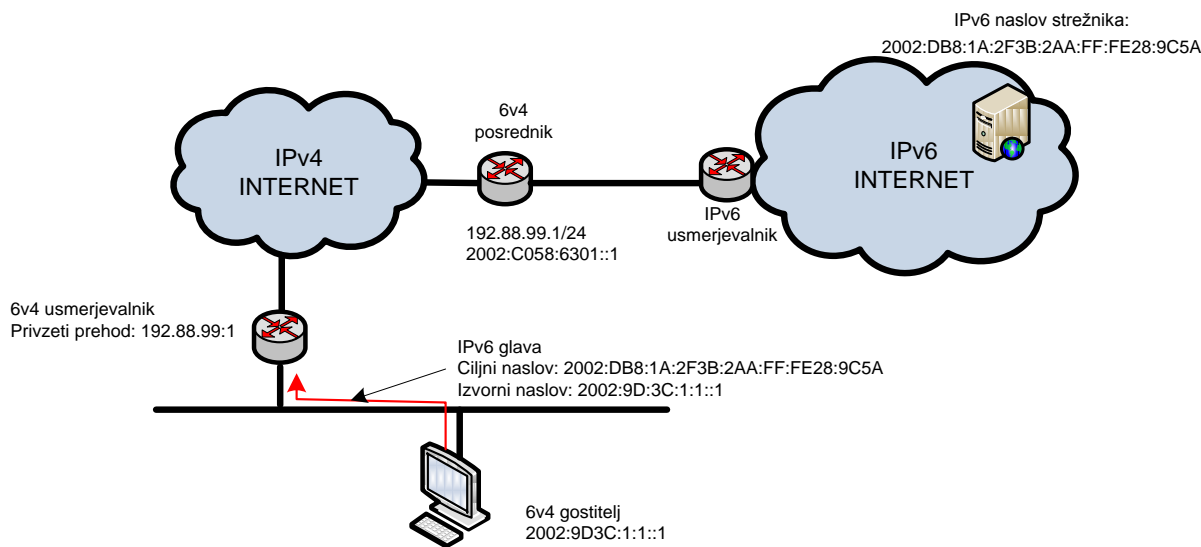 IPv6 naslov strežnika:
2002:DB8:1A:2F3B:2AA:FF:FE28:9C5A
6v4
posrednik
IPv4
INTERNET
IPv6
INTERNET
IPv6
usmerjevalnik
192.88.99.1/24
2002:C058:6301::1
6v4 usmerjevalnik
Privzeti prehod: 192.88.99:1
IPv6 glava
Ciljni naslov: 2002:DB8:1A:2F3B:2AA:FF:FE28:9C5A
Izvorni naslov: 2002:9D:3C:1:1::1
6v4 gostitelj
2002:9D3C:1:1::1